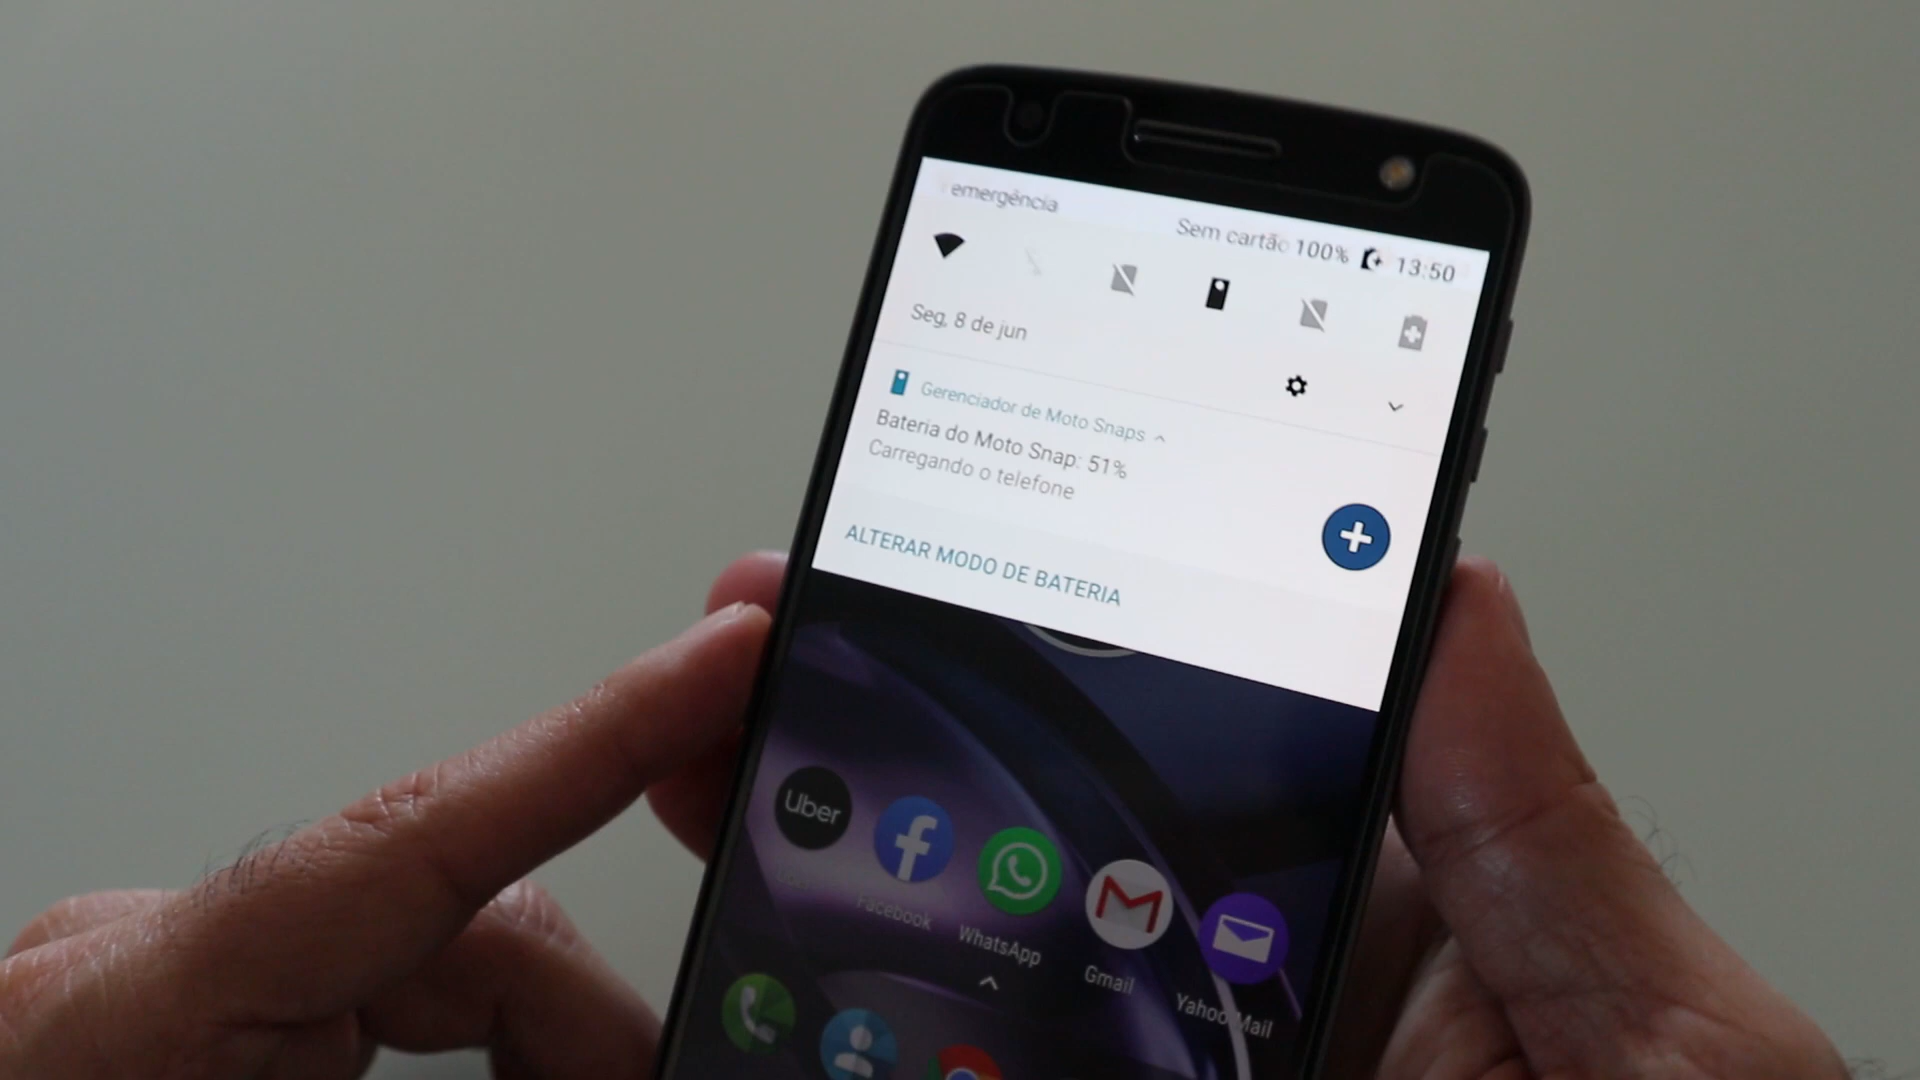 emergência
Sem cartão 100% 13:50
Seg, 8 de jun
Gerenciador de Moto Snaps
Bateria do Moto Snap: 51%
Carregando o telefone
ALTERAR MODO DE BATERIA
Uber
Facebook
WhatsApp
Gmail
Yahoo Mail